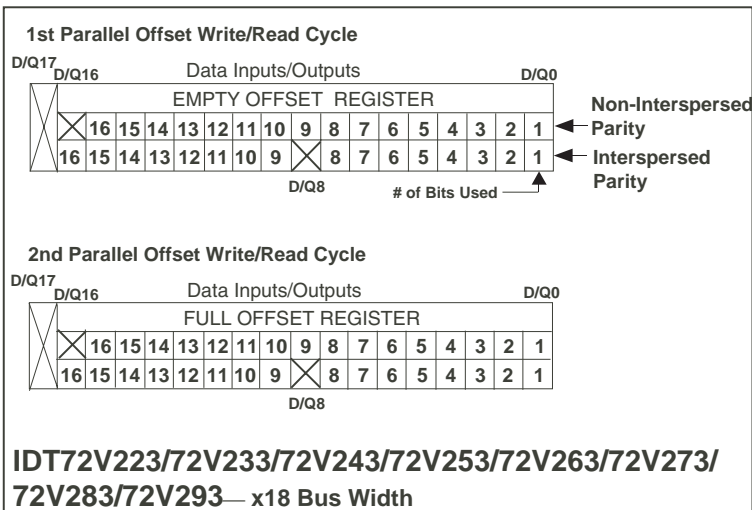 1st Parallel Offset Write/Read Cycle
D/Q17
D/Q16 Data Inputs/Outputs D/Q0
EMPTY OFFSET REGISTER
16 15 14 13 12 11 10 9 8 7 6 5 4 3 2 1
Non-Interspersed
Parity
16 15 14 13 12 11 10 9 8 7 6 5 4 3 2 1
Interspersed
Parity
D/Q8
# of Bits Used
2nd Parallel Offset Write/Read Cycle
D/Q17
D/Q16 Data Inputs/Outputs D/Q0
FULL OFFSET REGISTER
16 15 14 13 12 11 10 9 8 7 6 5 4 3 2 1
16 15 14 13 12 11 10 9 8 7 6 5 4 3 2 1
D/Q8
IDT72V223/72V233/72V243/72V253/72V263/72V273/
72V283/72V293— x18 Bus Width